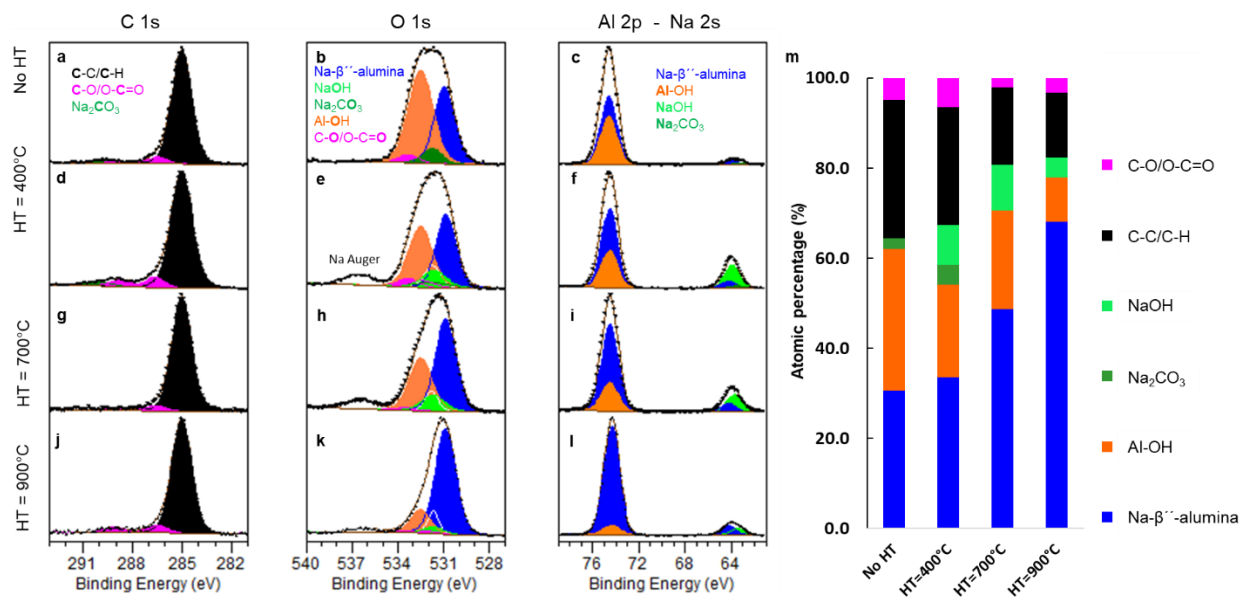 C 1s
O 1s
Al 2p - Na 2s
No HT
HT = 400°C
HT = 700°C
HT = 900°C
a
C-C/C-H
C-O/O-C=O
Na₂CO₃
b
Na-β´´-alumina
NaOH
Na₂CO₃
Al-OH
C-O/O-C=O
c
Na-β´´-alumina
Al-OH
NaOH
Na₂CO₃
d
e
Na Auger
f
g
h
i
j
k
l
291 288 285 282
Binding Energy (eV)
540 537 534 531 528
Binding Energy (eV)
76 72 68 64
Binding Energy (eV)
m
Atomic percentage (%)
100.0
80.0
60.0
40.0
20.0
0.0
No HT
HT=400°C
HT=700°C
HT=900°C
C-O/O-C=O
C-C/C-H
NaOH
Na₂CO₃
Al-OH
Na-β´´-alumina